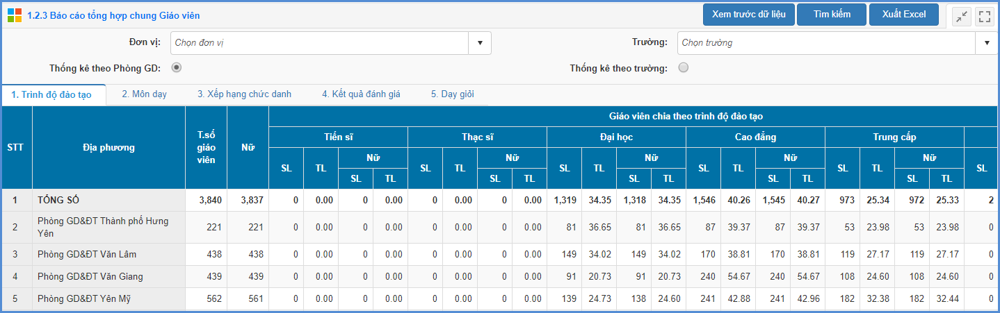 1.2.3 Báo cáo tổng hợp chung Giáo viên
Xem trước dữ liệu
Tìm kiếm
Xuất Excel
Đơn vị: Chọn đơn vị
Trường: Chọn trường
Thống kê theo Phòng GD:
Thống kê theo trường:
1. Trình độ đào tạo
2. Môn dạy
3. Xếp hạng chức danh
4. Kết quả đánh giá
5. Dạy giỏi
STT
Địa phương
T.số
giáo
viên
Nữ
Giáo viên chia theo trình độ đào tạo
Tiến sĩ Thạc sĩ Đại học Cao đẳng Trung cấp
SL TL Nữ SL TL Nữ SL TL Nữ SL TL Nữ SL TL Nữ SL
SL TL SL TL SL TL SL TL SL TL
1 TỔNG SỐ 3,840 3,837 0 0.00 0 0.00 0 0.00 0 0.00 1,319 34.35 1,318 34.35 1,546 40.26 1,545 40.27 973 25.34 972 25.33 2
2 Phòng GD&ĐT Thành phố Hưng
Yên 221 221 0 0.00 0 0.00 0 0.00 0 0.00 81 36.65 81 36.65 87 39.37 87 39.37 53 23.98 53 23.98 0
3 Phòng GD&ĐT Văn Lâm 438 438 0 0.00 0 0.00 0 0.00 0 0.00 149 34.02 149 34.02 170 38.81 170 38.81 119 27.17 119 27.17 0
4 Phòng GD&ĐT Văn Giang 439 439 0 0.00 0 0.00 0 0.00 0 0.00 91 20.73 91 20.73 240 54.67 240 54.67 108 24.60 108 24.60 0
5 Phòng GD&ĐT Yên Mỹ 562 561 0 0.00 0 0.00 0 0.00 0 0.00 139 24.73 138 24.60 241 42.88 241 42.96 182 32.38 182 32.44 0